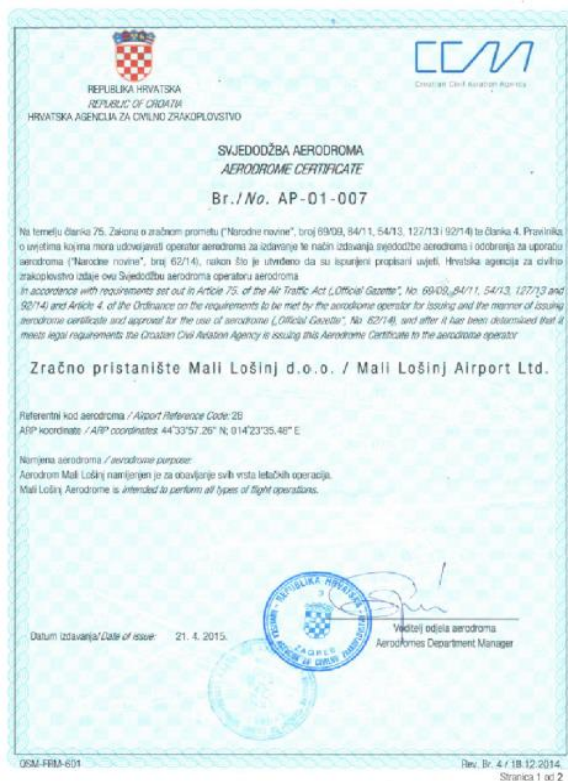 REPUBLIKA HRVATSKA
REPUBLIC OF CROATIA
HRVATSKA AGENCIJA ZA CIVILNO ZRAKOPLOVSTVO
CCAA
Croatian Civil Aviation Agency
SVJEDODŽBA AERODROMA
AERODROME CERTIFICATE
Br./No. AP-01-007
Na temelju članka 75. Zakona o zračnom prometu ("Narodne novine", broj 69/09, 84/11, 54/13, 127/13 i 92/14) te članka 4. Pravilnika
o uvjetima kojima mora udovoljavati operator aerodroma za izdavanje te način izdavanja svjedodžbe aerodroma i odobrenja za uporabu
aerodroma ("Narodne novine", broj 62/14), nakon što je utvrđeno da su ispunjeni propisani uvjeti, Hrvatska agencija za civilno
zrakoplovstvo izdaje ovu Svjedodžbu aerodroma operatoru aerodroma
In accordance with requirements set out in Article 75. of the Air Traffic Act („Official Gazette", No. 69/09, 84/11, 54/13, 127/13 and
92/14) and Article 4. of the Ordinance on the requirements to be met by the aerodrome operator for issuing and the manner of issuing
aerodrome certificate and approval for the use of aerodrome („Official Gazette", No. 62/14), and after it has been determined that it
meets legal requirements the Croatian Civil Aviation Agency is issuing this Aerodrome Certificate to the aerodrome operator
Zračno pristanište Mali Lošinj d.o.o. / Mali Lošinj Airport Ltd.
Referentni kod aerodroma / Airport Reference Code: 2B
ARP koordinate / ARP coordinates: 44°33'57.26" N; 014°23'35.48" E
Namjena aerodroma / aerodrome purpose:
Aerodrom Mali Lošinj namijenjen je za obavljanje svih vrsta letačkih operacija.
Mali Lošinj Aerodrome is intended to perform all types of flight operations.
REPUBLIKA HRVATSKA
HRVATSKA AGENCIJA ZA CIVILNO ZRAKOPLOVSTVO
3
ZAGREB
Datum izdavanja/Date of issue: 21. 4. 2015.
Voditelj odjela aerodroma
Aerodromes Department Manager
QSM-FRM-601
Rev. Br. 4 / 18.12.2014.
Stranica 1 od 2